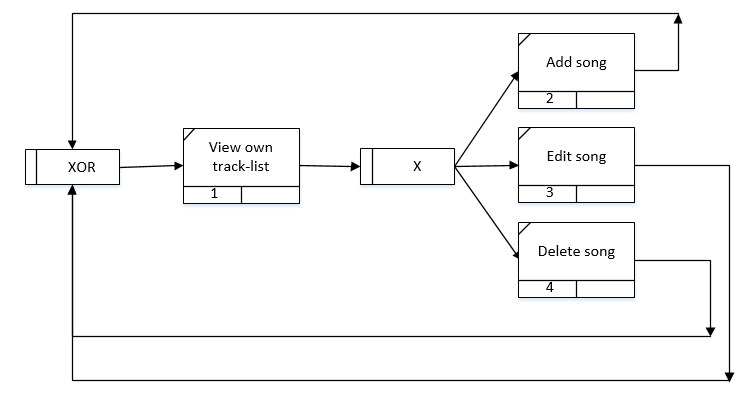 Add song
2
XOR
View own
track-list
1
X
Edit song
3
Delete song
4